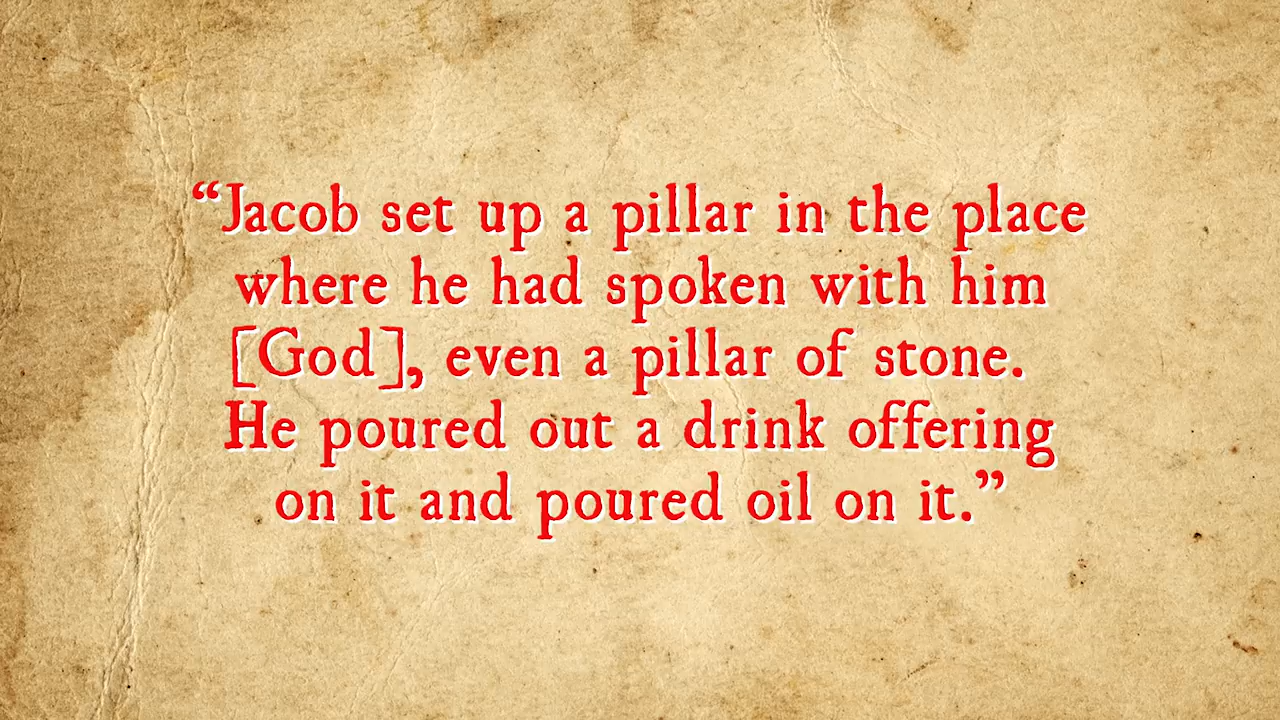 “Jacob set up a pillar in the place
where he had spoken with him
[God], even a pillar of stone.
He poured out a drink offering
on it and poured oil on it.”